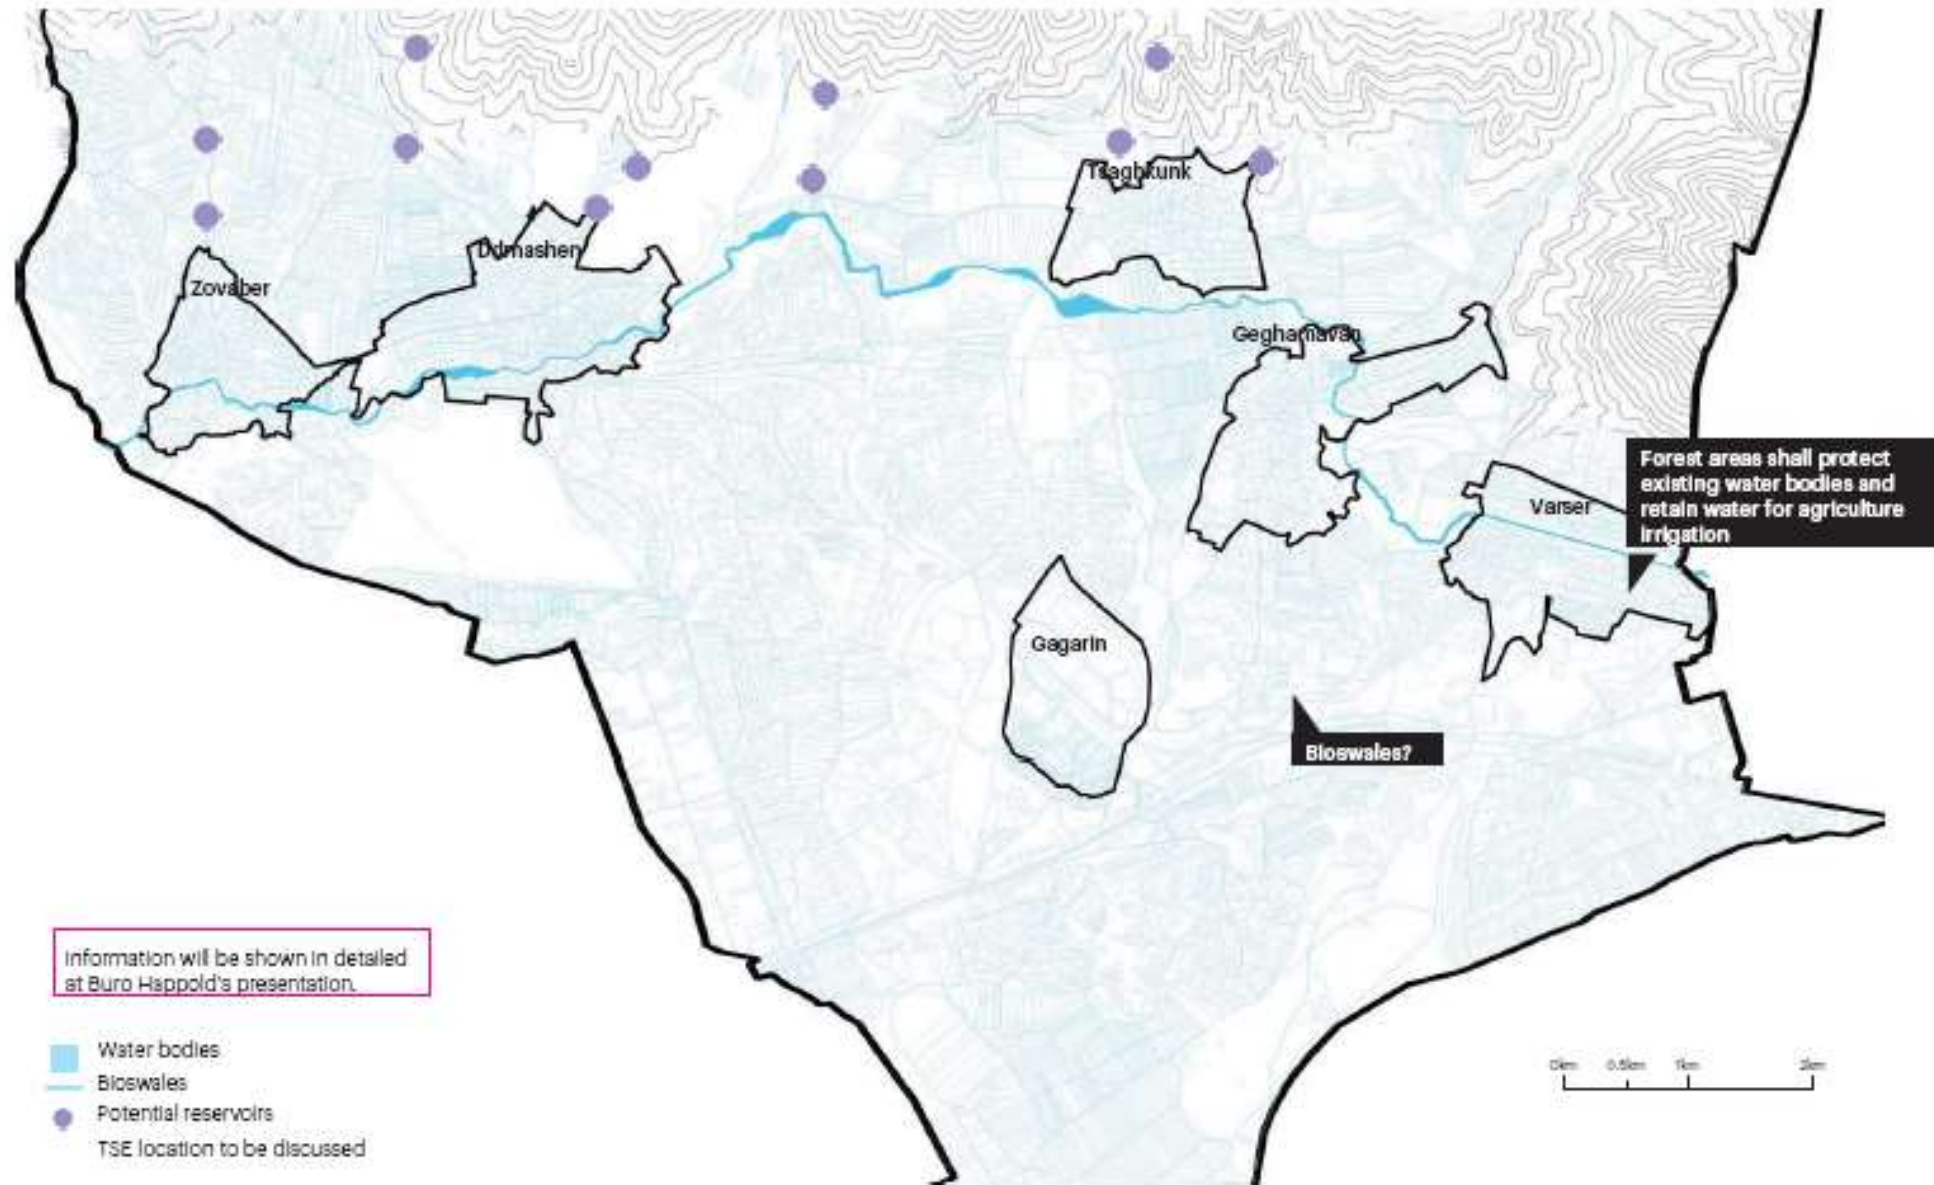 Tsaghkunk
Ddmashen
Zovaber
Geghamavan
Forest areas shall protect
existing water bodies and
retain water for agriculture
irrigation
Varser
Gagarin
Bioswales?
Information will be shown in detailed
at Buro Happold's presentation.
Water bodies
Bioswales
Potential reservoirs
TSE location to be discussed
0km 0.5km 1km 2km